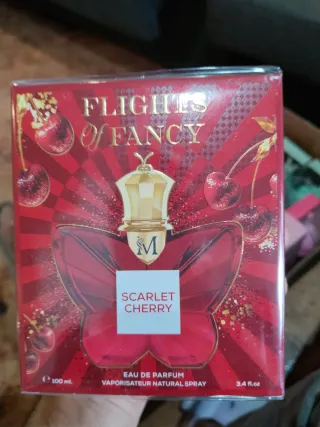 FLIGHTS
Of FANCY
M
SCARLET
CHERRY
EAU DE PARFUM
℮ 100 ml. VAPORISATEUR NATURAL SPRAY 3.4 fl.oz